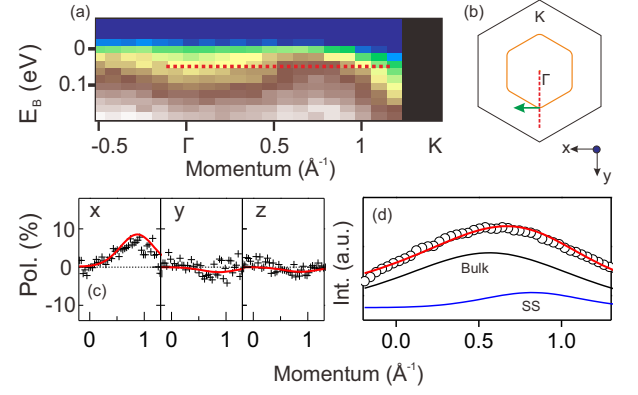 (a)
0
0.1
E_B (eV)
-0.5 Γ 0.5 1 K
Momentum (Å⁻¹)
(b)
K
Γ
x
y
x y z
10
0
-10
Pol. (%)
(c)
0 1 0 1 0 1
(d)
Int. (a.u.)
Bulk
SS
0.0 0.5 1.0
Momentum (Å⁻¹)